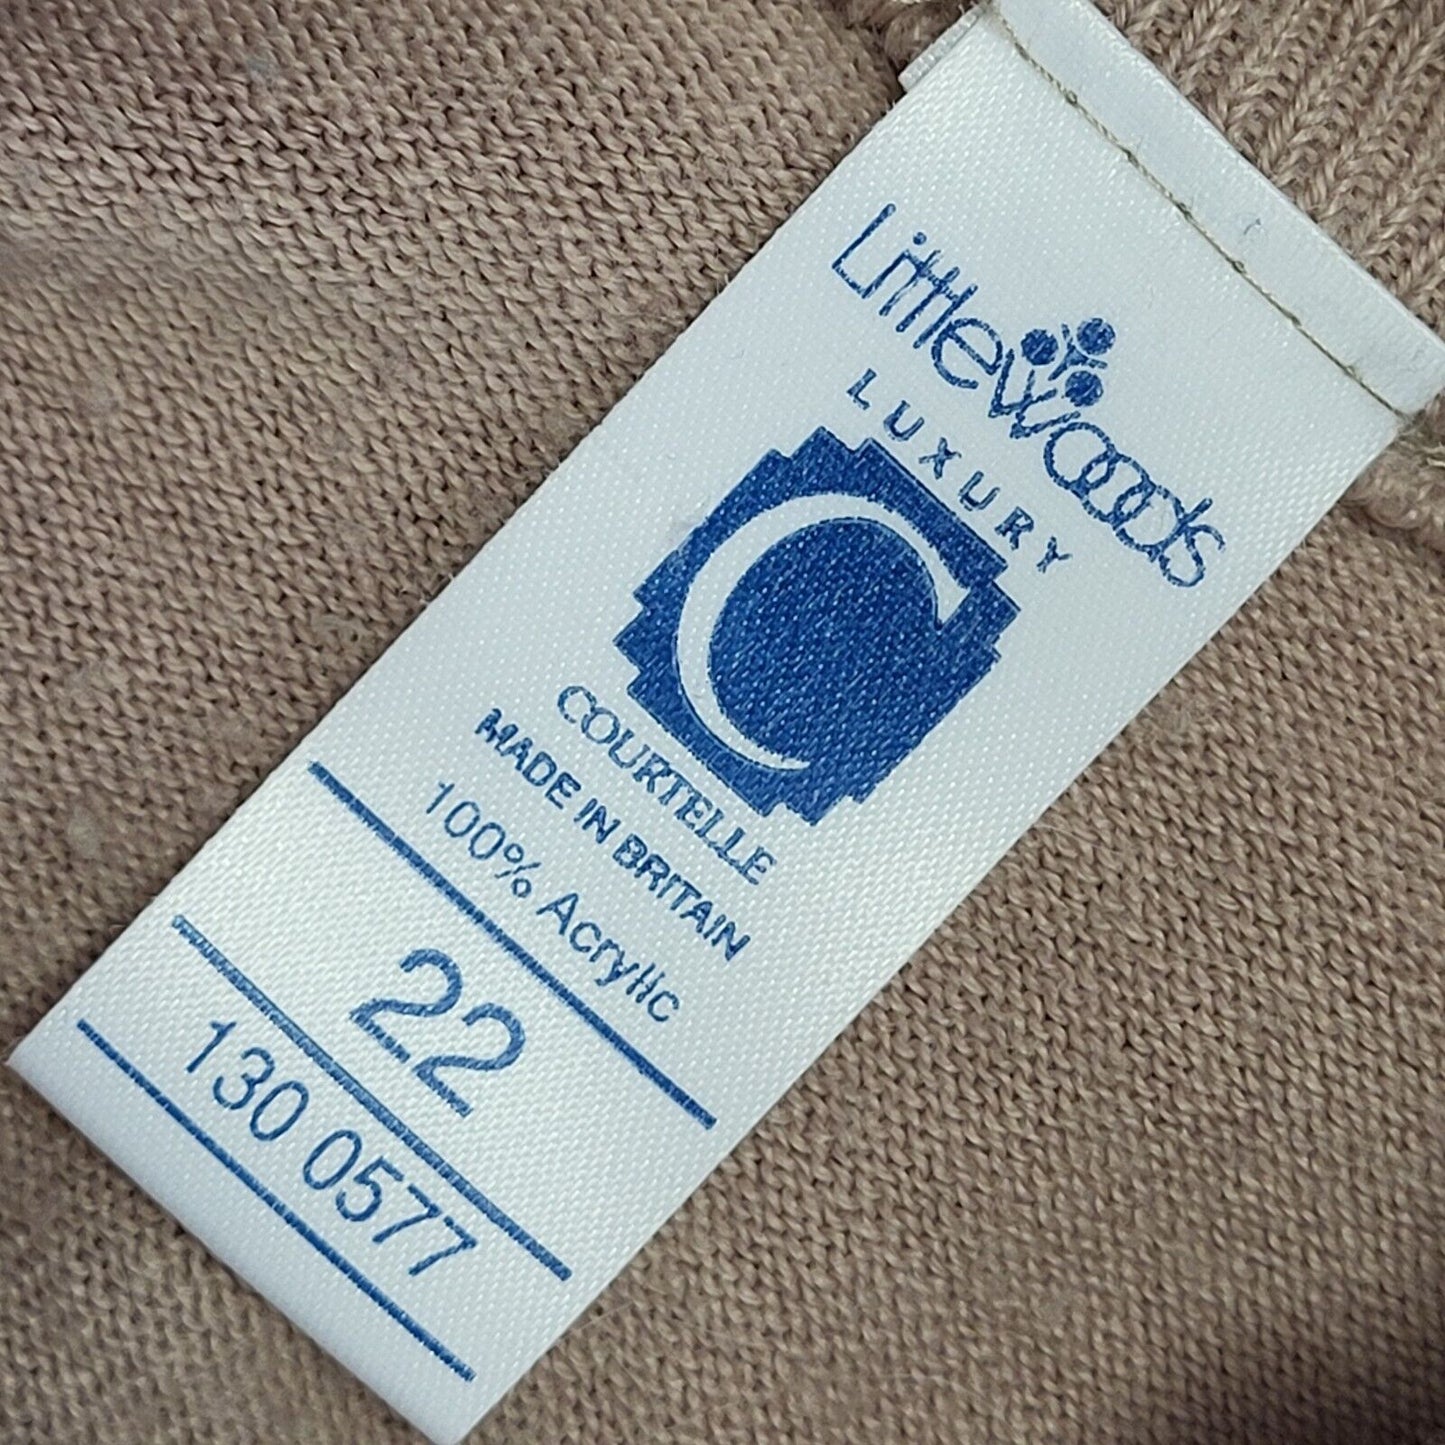 Littlewoods
LUXURY
C
COURTELLE
MADE IN BRITAIN
100% Acrylic
22
130 0577